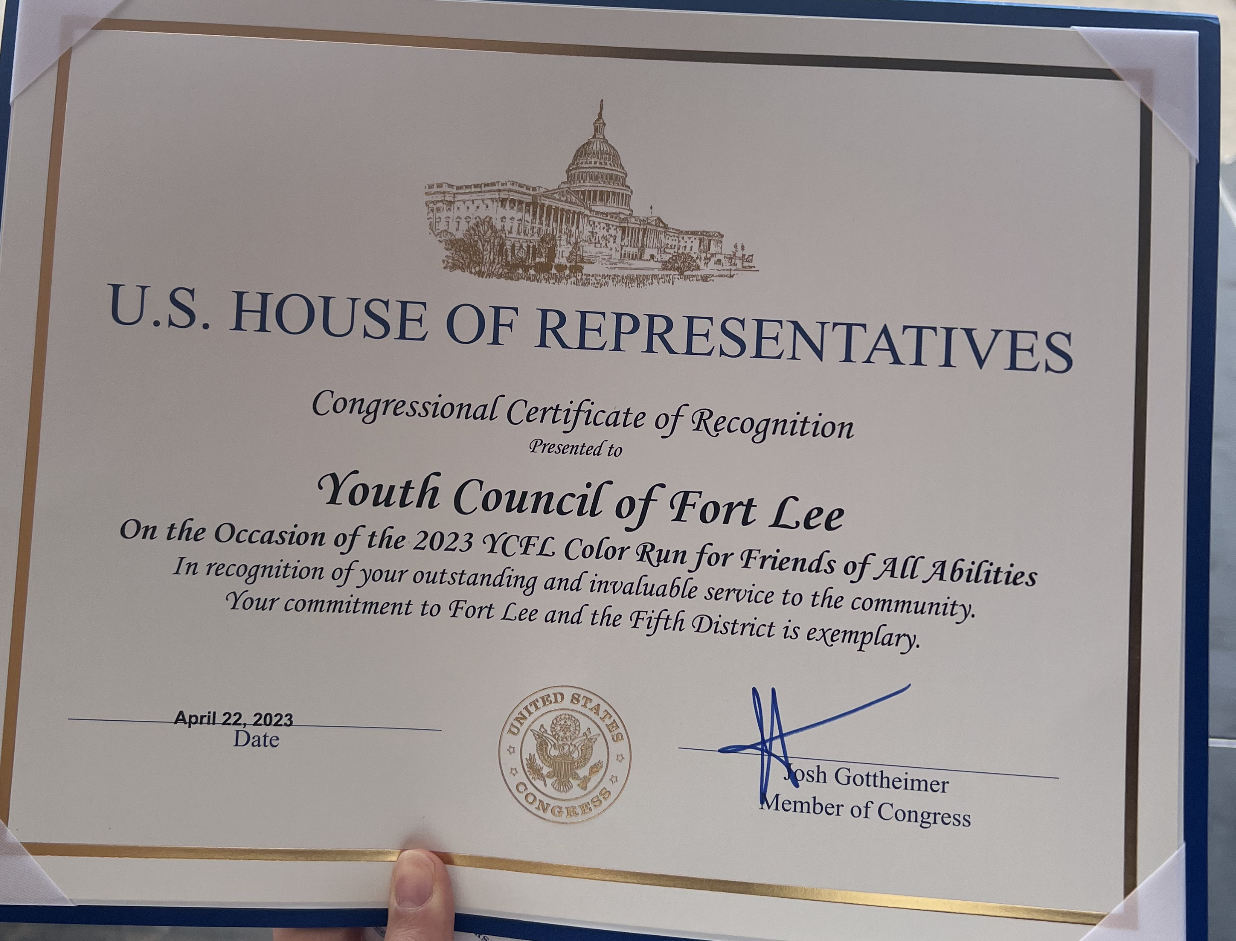 U.S. HOUSE OF REPRESENTATIVES
Congressional Certificate of Recognition
Presented to
Youth Council of Fort Lee
On the Occasion of the 2023 YCFL Color Run for Friends of All Abilities
In recognition of your outstanding and invaluable service to the community.
Your commitment to Fort Lee and the Fifth District is exemplary.
April 22, 2023
Date
UNITED STATES
CONGRESS
Josh Gottheimer
Member of Congress